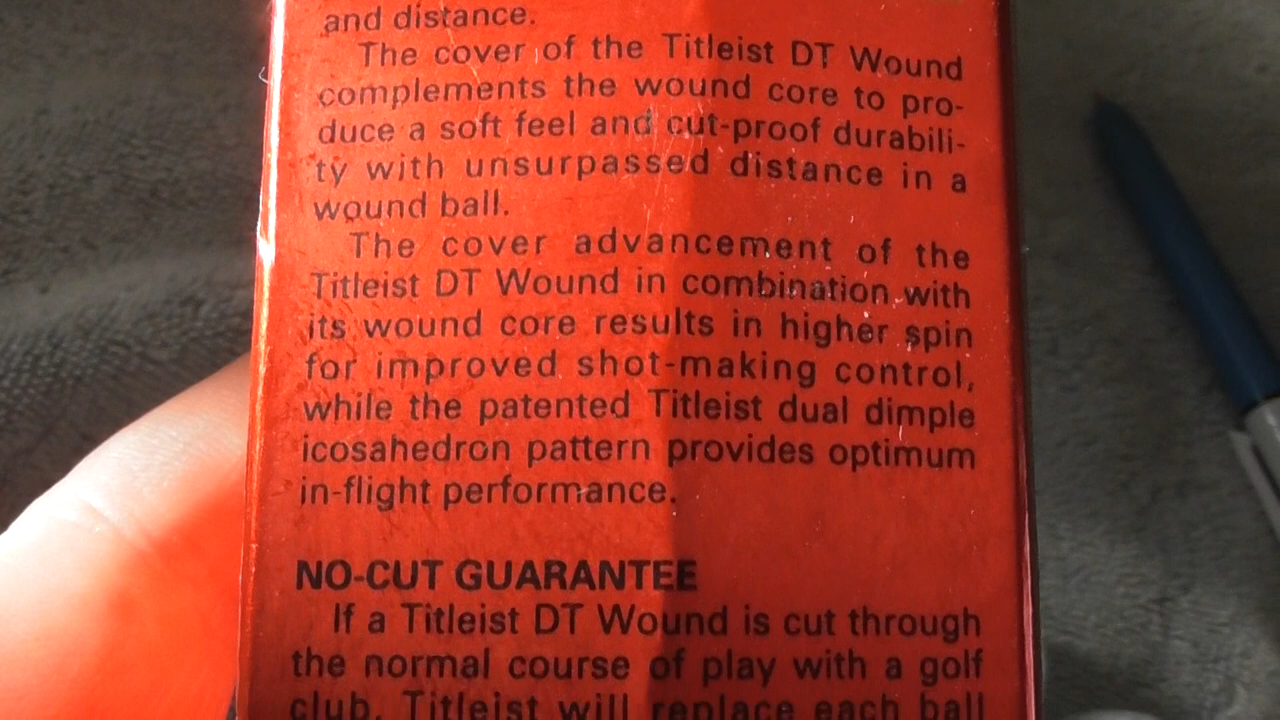 and distance.
The cover of the Titleist DT Wound
complements the wound core to pro-
duce a soft feel and cut-proof durabili-
ty with unsurpassed distance in a
wound ball.
The cover advancement of the
Titleist DT Wound in combination with
its wound core results in higher spin
for improved shot-making control,
while the patented Titleist dual dimple
icosahedron pattern provides optimum
in-flight performance.
NO-CUT GUARANTEE
If a Titleist DT Wound is cut through
the normal course of play with a golf
club, Titleist will replace each ball